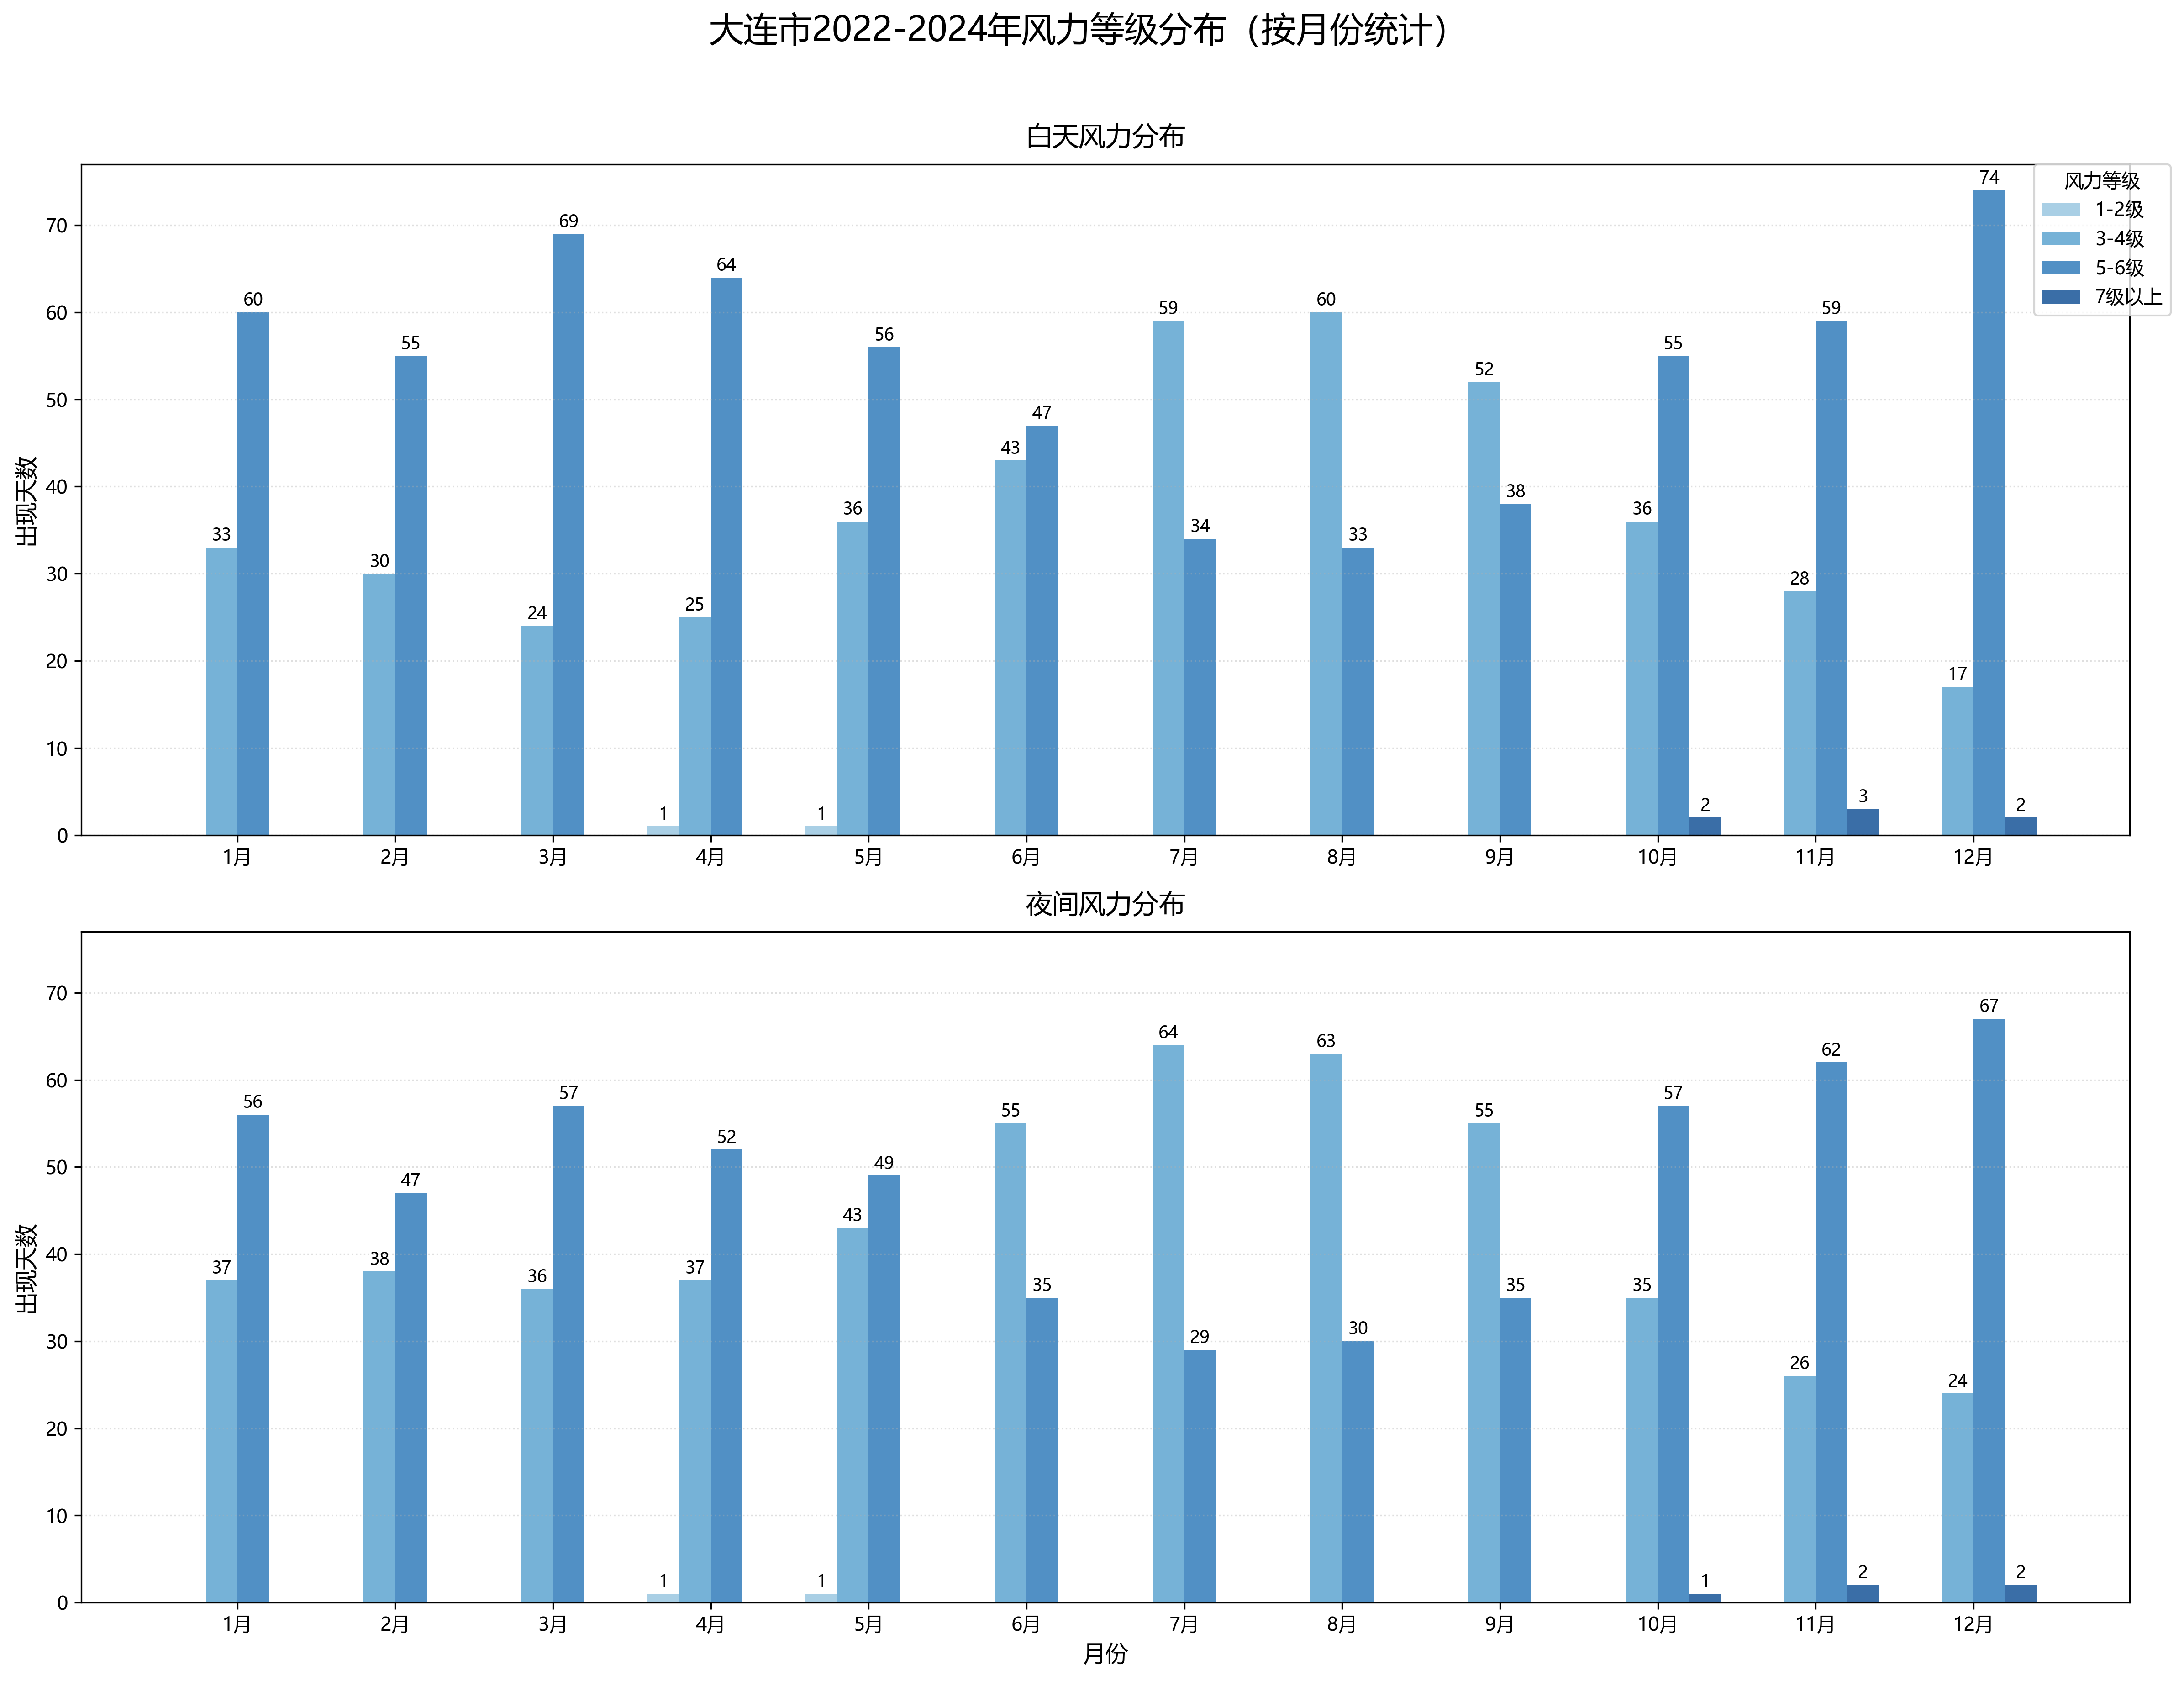 大连市2022-2024年风力等级分布（按月份统计）
白天风力分布
风力等级
1-2级
3-4级
5-6级
7级以上
出现天数
70
60
50
40
30
20
10
0
33 60
30 55
24 69
1 25 64
1 36 56
43 47
59 34
60 33
52 38
36 55 2
28 59 3
17 74 2
1月 2月 3月 4月 5月 6月 7月 8月 9月 10月 11月 12月
夜间风力分布
出现天数
70
60
50
40
30
20
10
0
37 56
38 47
36 57
1 37 52
1 43 49
55 35
64 29
63 30
55 35
35 57 1
26 62 2
24 67 2
1月 2月 3月 4月 5月 6月 7月 8月 9月 10月 11月 12月
月份